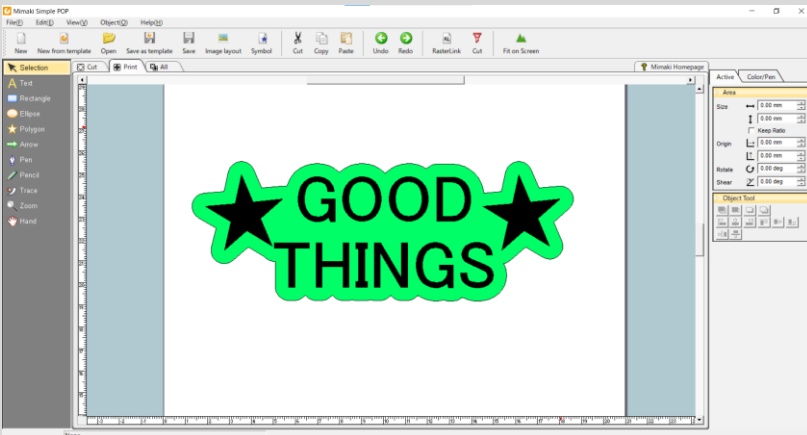 Mimaki Simple POP
File(F) Edit(E) View(V) Object(O) Help(H)
New New from template Open Save as template Save Image layout Symbol Cut Copy Paste Undo Redo RasterLink Cut Fit on Screen
Selection Cut Print All Mimaki Homepage
Text
Rectangle
Ellipse
Polygon
Arrow
Pen
Pencil
Trace
Zoom
Hand
GOOD
THINGS
Active Color/Pen
Area
Size 0.00 mm
0.00 mm
Keep Ratio
Origin 0.00 mm
0.00 mm
Rotate 0.00 deg
Shear 0.00 deg
Object Tool